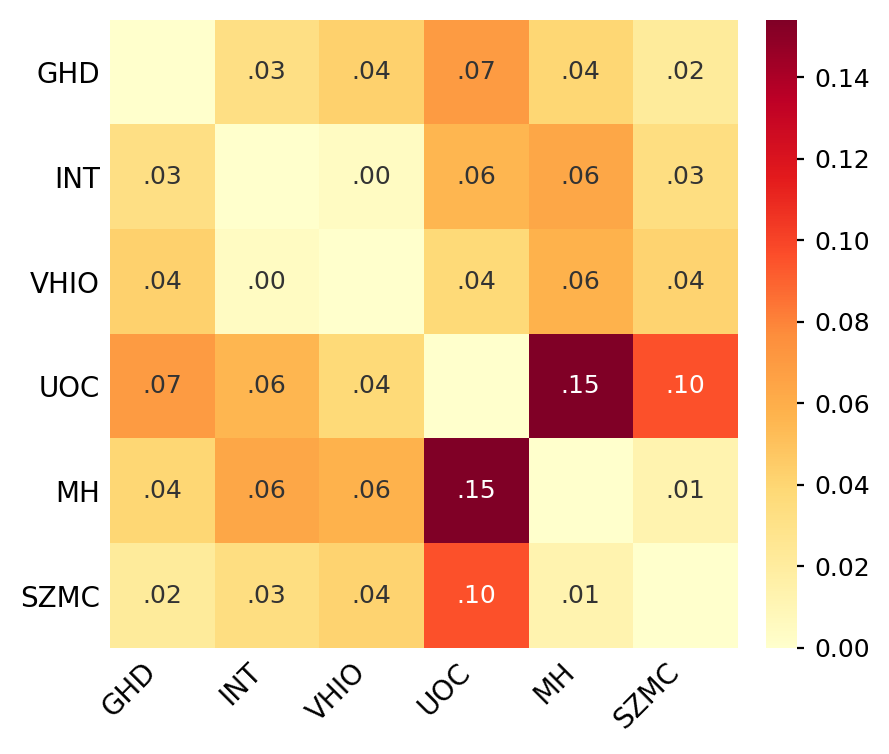 GHD .03 .04 .07 .04 .02
INT .03 .00 .06 .06 .03
VHIO .04 .00 .04 .06 .04
UOC .07 .06 .04 .15 .10
MH .04 .06 .06 .15 .01
SZMC .02 .03 .04 .10 .01
GHD INT VHIO UOC MH SZMC
0.14
0.12
0.10
0.08
0.06
0.04
0.02
0.00